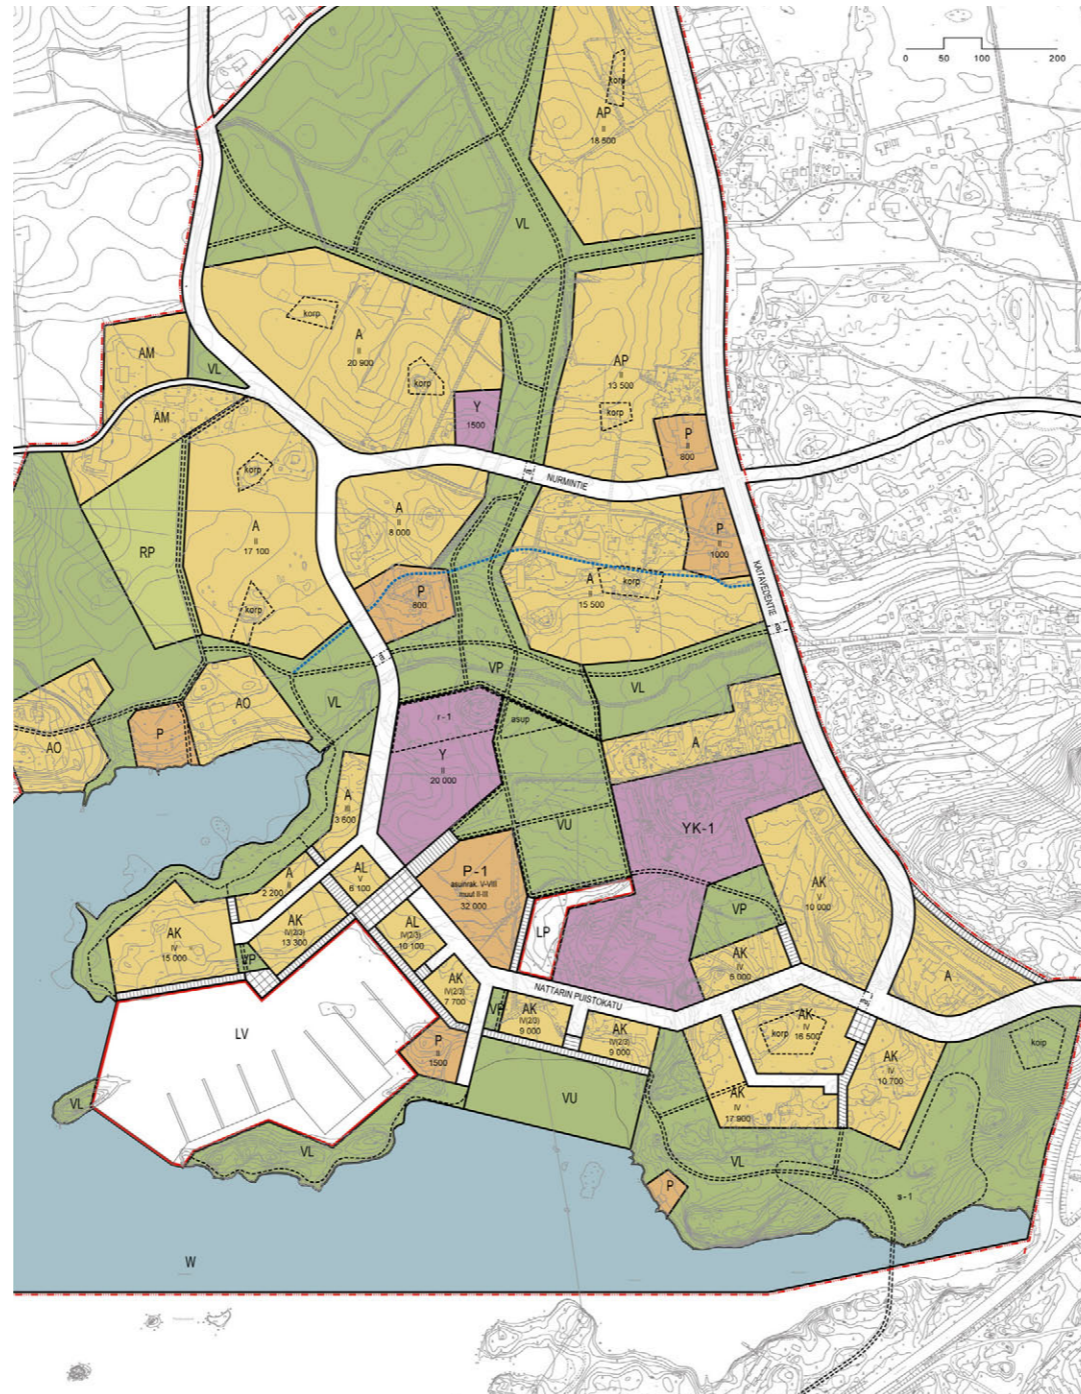 0 50 100 200
korp
AP
II
18 500
VL
korp
A
II
20 900
korp
AM
VL
AP
II
13 500
korp
Y
1500
P
II
800
AM
NURMINTIE
korp
A
II
17 100
RP
korp
A
II
8 000
P
II
1000
KAITAVEDENTIE
A
II
15 500
korp
P
800
VP
VL
VL
AO
AO
P
r-1
asup
Y
II
20 000
A
A
III
3 600
VU
YK-1
AL
V
6 100
P-1
asuinrak. V-VIII
muut II-III
32 000
A
II
2 200
AK
V
10 000
VP
AK
IV(2/3)
13 300
AL
IV(2/3)
10 100
LP
AK
IV
15 000
VP
AK
IV
6 000
A
AK
IV(2/3)
7 700
NATTARIN PUISTOKATU
VP
AK
IV(2/3)
9 000
AK
IV(2/3)
9 000
AK
IV
16 500
korp
korp
LV
P
II
1500
AK
IV
10 700
VL
VU
AK
IV
17 900
VL
VL
P
s-1
W